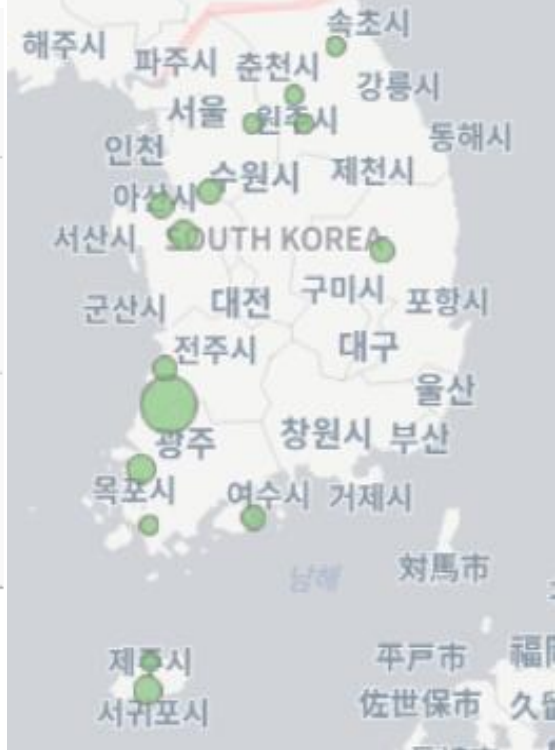 속초시
해주시
파주시
춘천시
강릉시
서울
원주시
동해시
인천
수원시
제천시
아산시
서산시
SOUTH KOREA
구미시
군산시
대전
포항시
전주시
대구
울산
광주
창원시
부산
목포시
여수시
거제시
남해
対馬市
제주시
平戸市
福岡
서귀포시
佐世保市
久留